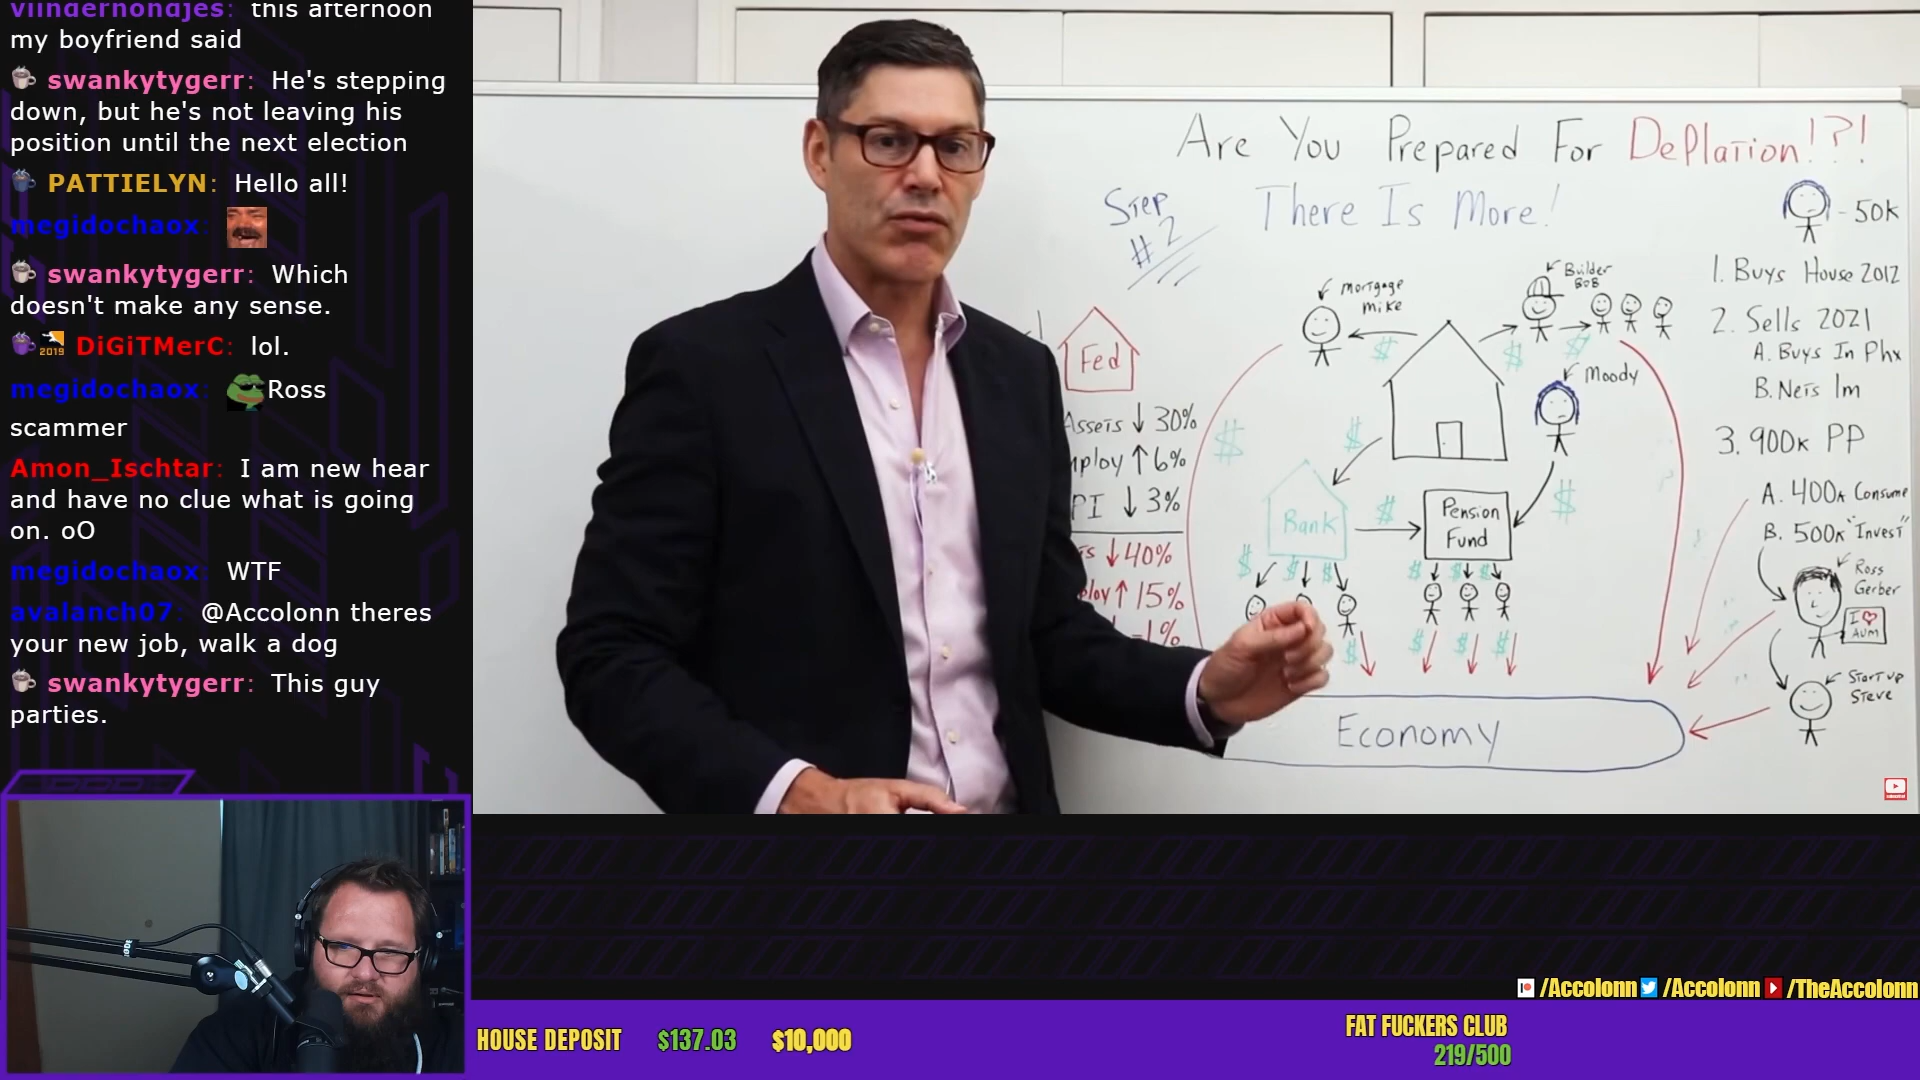 vlindernondjes: this afternoon
my boyfriend said
swankytygerr: He's stepping
down, but he's not leaving his
position until the next election
PATTIELYN: Hello all!
megidochaox:
swankytygerr: Which
doesn't make any sense.
2019 DiGiTMerC: lol.
megidochaox: Ross
scammer
Amon_Ischtar: I am new hear
and have no clue what is going
on. oO
megidochaox: WTF
avalanch07: @Accolonn theres
your new job, walk a dog
swankytygerr: This guy
parties.
Are You Prepared For Deflation!?!
Step
#2
There Is More!
Fed
Assets ↓ 30%
mploy ↑ 6%
PI ↓ 3%
ts ↓ 40%
ploy ↑ 15%
-1%
Mortgage
Mike
Builder
BOB
Moody
Bank
Pension
Fund
Economy
- 50k
1. Buys House 2012
2. Sells 2021
A. Buys In Phx
B. Nets 1m
3. 900k PP
A. 400k Consume
B. 500k "Invest"
Ross
Gerber
I ♡
AUM
Startup
Steve
/Accolonn /Accolonn /TheAccolonn
HOUSE DEPOSIT $137.03 $10,000
FAT FUCKERS CLUB
219/500